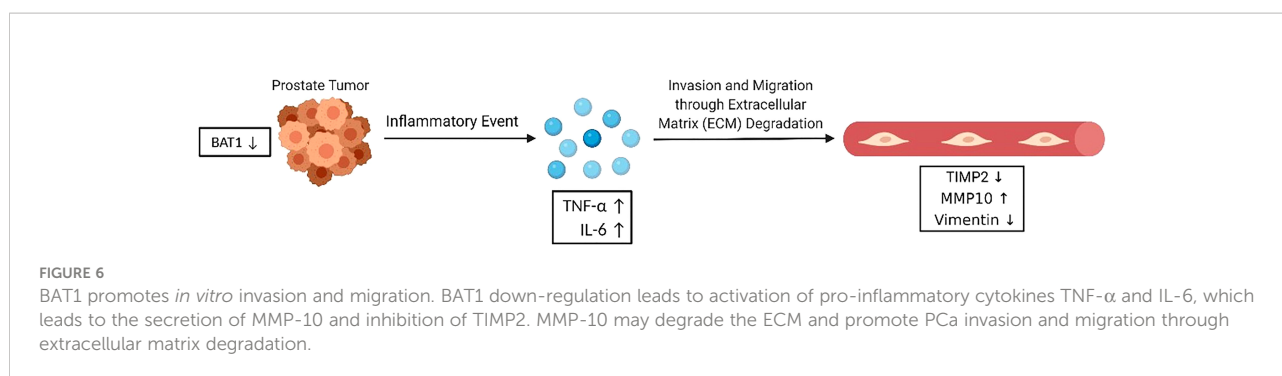 Prostate Tumor
BAT1 ↓
Inflammatory Event
TNF-α ↑
IL-6 ↑
Invasion and Migration
through Extracellular
Matrix (ECM) Degradation
TIMP2 ↓
MMP10 ↑
Vimentin ↓
FIGURE 6
BAT1 promotes in vitro invasion and migration. BAT1 down-regulation leads to activation of pro-inflammatory cytokines TNF-α and IL-6, which
leads to the secretion of MMP-10 and inhibition of TIMP2. MMP-10 may degrade the ECM and promote PCa invasion and migration through
extracellular matrix degradation.